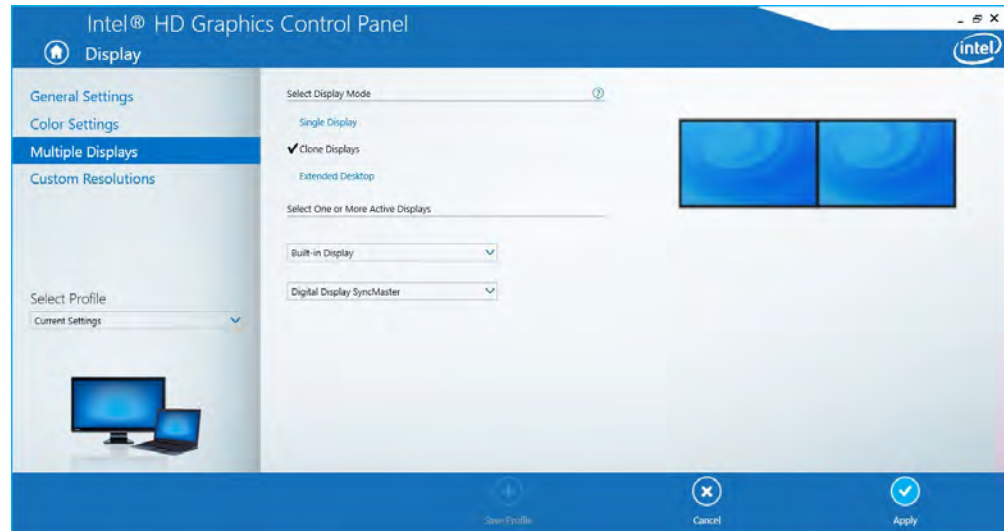 Intel® HD Graphics Control Panel
Display
intel
General Settings
Color Settings
Multiple Displays
Custom Resolutions
Select Profile
Current Settings
Select Display Mode
?
Single Display
Clone Displays
Extended Desktop
Select One or More Active Displays
Built-in Display
Digital Display SyncMaster
Save Profile
Cancel
Apply